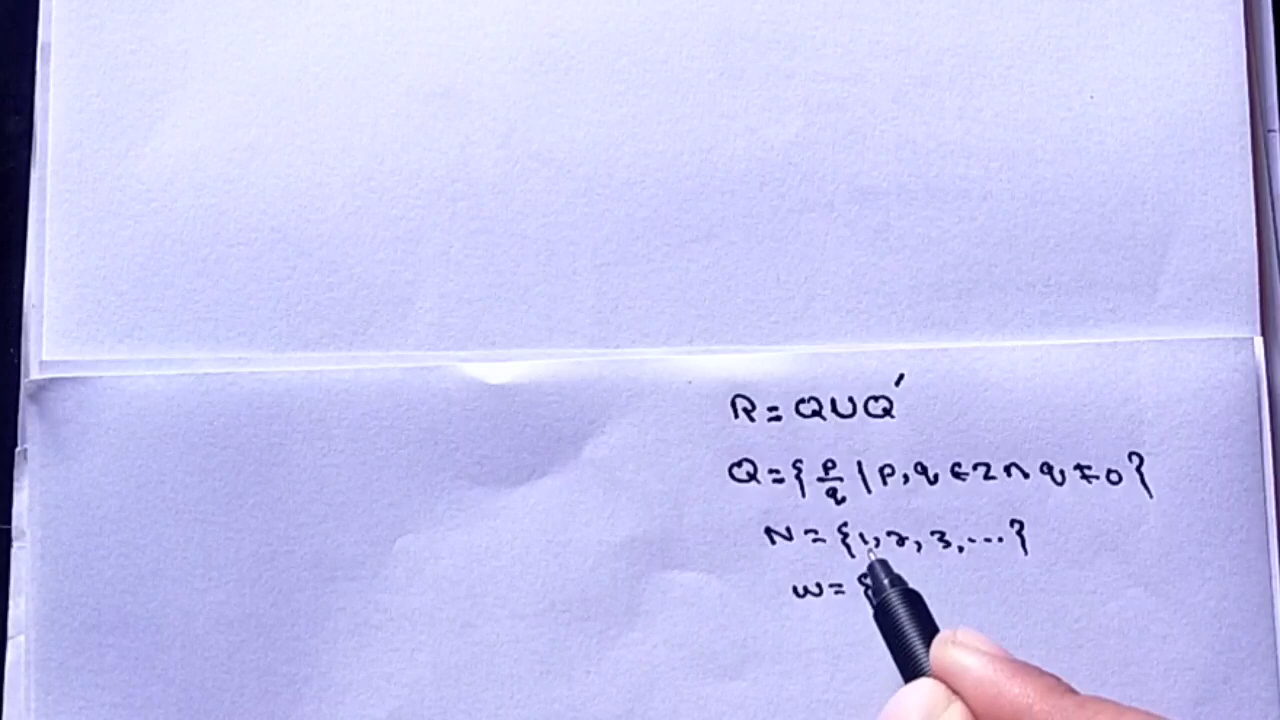 R = Q U Q'
Q = { p/q | p, q ∈ Z ∧ q ≠ 0 }
N = { 1, 2, 3, ... }
W = {